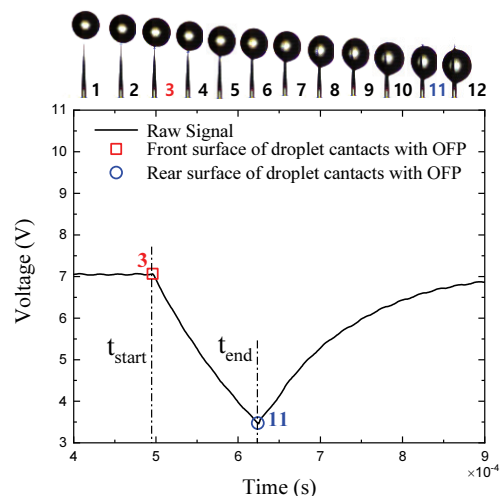 1 2 3 4 5 6 7 8 9 10 11 12
11
10
9
8
7
6
5
4
3
Voltage (V)
Raw Signal
Front surface of droplet cantacts with OFP
Rear surface of droplet cantacts with OFP
3
t_start
t_end
11
4 5 6 7 8 9
×10⁻⁴
Time (s)